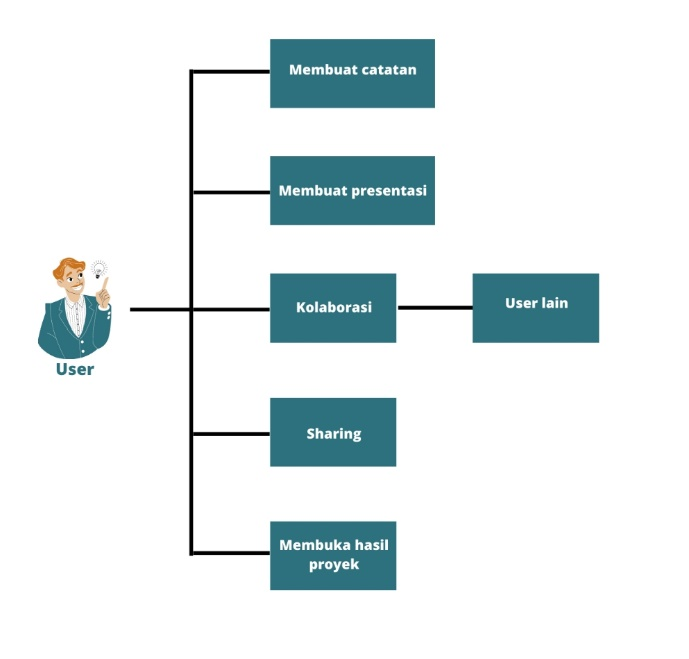 Membuat catatan
Membuat presentasi
Kolaborasi
User lain
User
Sharing
Membuka hasil
proyek